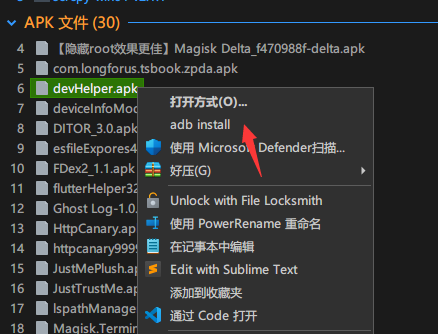 APK 文件 (30)
4 【隐藏root效果更佳】Magisk Delta_f470988f-delta.apk
5 com.longforus.tsbook.zpda.apk
6 devHelper.apk
7 deviceInfoMod
8 DITOR_3.0.apk
9 esfileExpores4
10 FDex2_1.1.apk
11 flutterHelper32
12 Ghost Log-1.0.
13 HttpCanary.ap
14 httpcanary9999
15 JustMePlush.a
16 JustTrustMe.a
17 lspathManage
18 Magisk.Termin
打开方式(O)...
adb install
使用 Microsoft Defender扫描...
好压(G)
Unlock with File Locksmith
使用 PowerRename 重命名
在记事本中编辑
Edit with Sublime Text
添加到收藏夹
通过 Code 打开